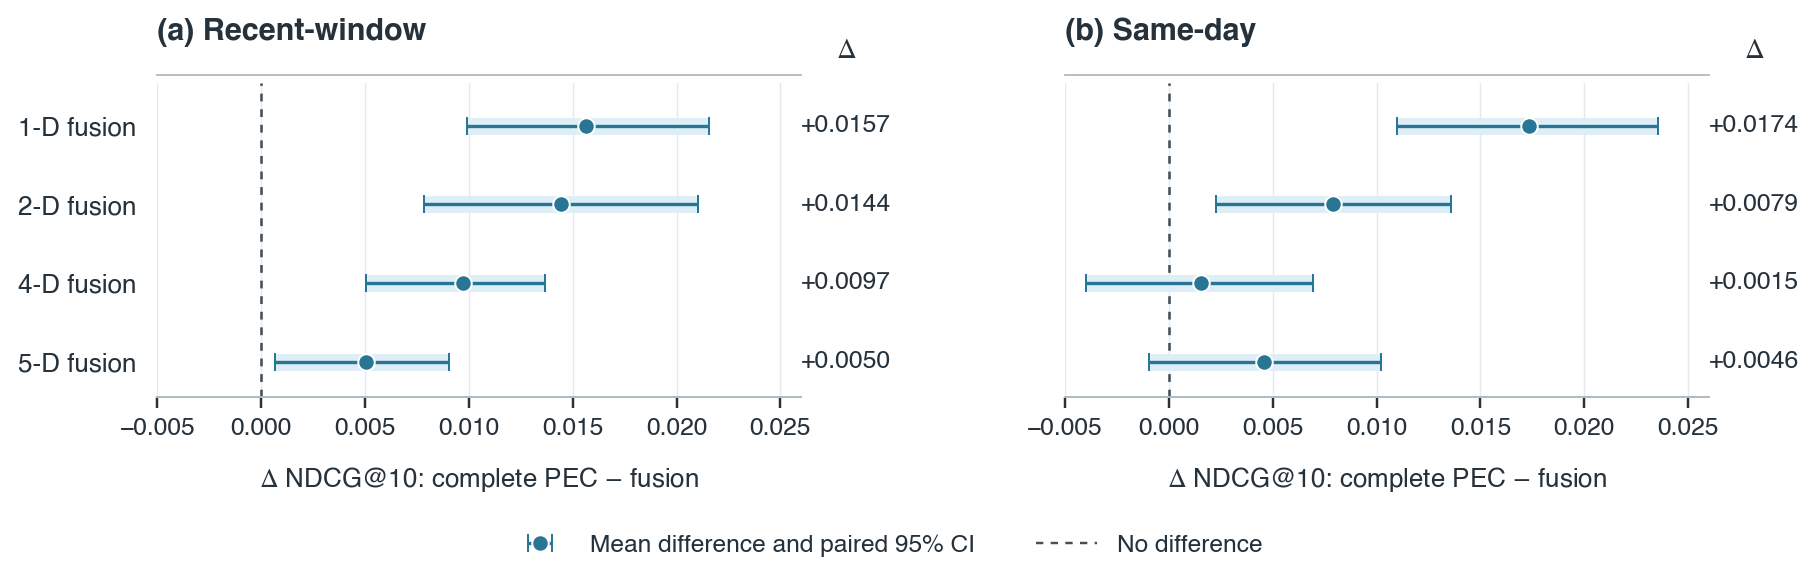 (a) Recent-window
Δ
1-D fusion
+0.0157
2-D fusion
+0.0144
4-D fusion
+0.0097
5-D fusion
+0.0050
−0.005 0.000 0.005 0.010 0.015 0.020 0.025
Δ NDCG@10: complete PEC − fusion
(b) Same-day
Δ
+0.0174
+0.0079
+0.0015
+0.0046
−0.005 0.000 0.005 0.010 0.015 0.020 0.025
Δ NDCG@10: complete PEC − fusion
Mean difference and paired 95% CI
No difference